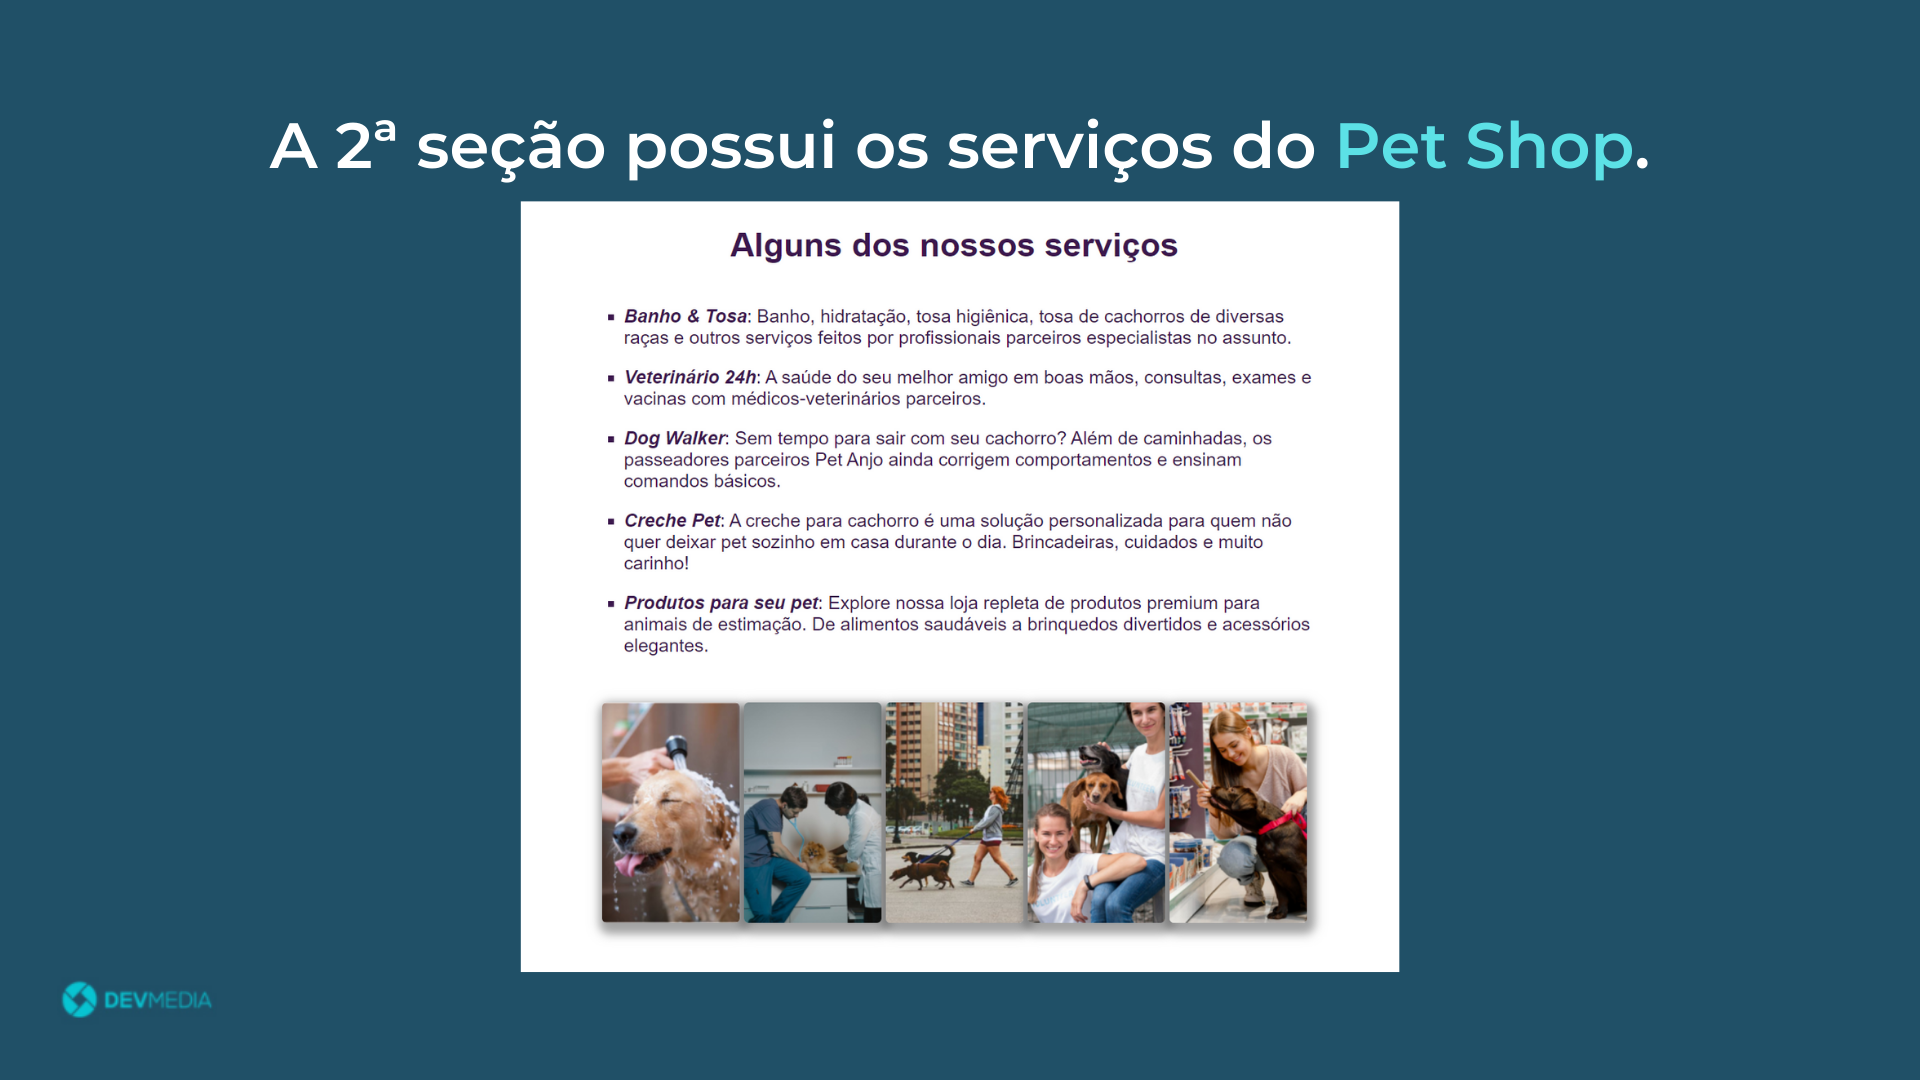 A 2ª seção possui os serviços do Pet Shop.
Alguns dos nossos serviços
▪ Banho & Tosa: Banho, hidratação, tosa higiênica, tosa de cachorros de diversas
raças e outros serviços feitos por profissionais parceiros especialistas no assunto.
▪ Veterinário 24h: A saúde do seu melhor amigo em boas mãos, consultas, exames e
vacinas com médicos-veterinários parceiros.
▪ Dog Walker: Sem tempo para sair com seu cachorro? Além de caminhadas, os
passeadores parceiros Pet Anjo ainda corrigem comportamentos e ensinam
comandos básicos.
▪ Creche Pet: A creche para cachorro é uma solução personalizada para quem não
quer deixar pet sozinho em casa durante o dia. Brincadeiras, cuidados e muito
carinho!
▪ Produtos para seu pet: Explore nossa loja repleta de produtos premium para
animais de estimação. De alimentos saudáveis a brinquedos divertidos e acessórios
elegantes.
DEVMEDIA